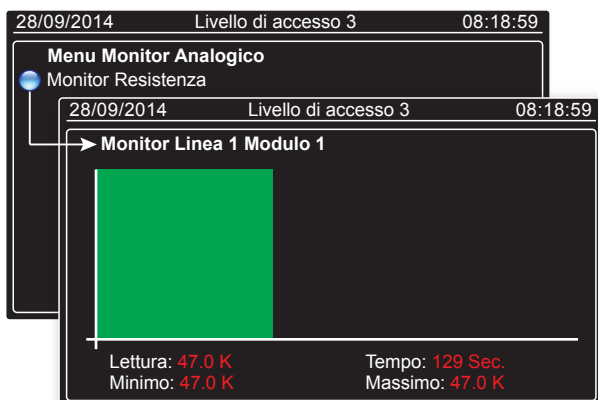 28/09/2014 Livello di accesso 3 08:18:59
Menu Monitor Analogico
Monitor Resistenza
28/09/2014 Livello di accesso 3 08:18:59
Monitor Linea 1 Modulo 1
Lettura: 47.0 K Tempo: 129 Sec.
Minimo: 47.0 K Massimo: 47.0 K